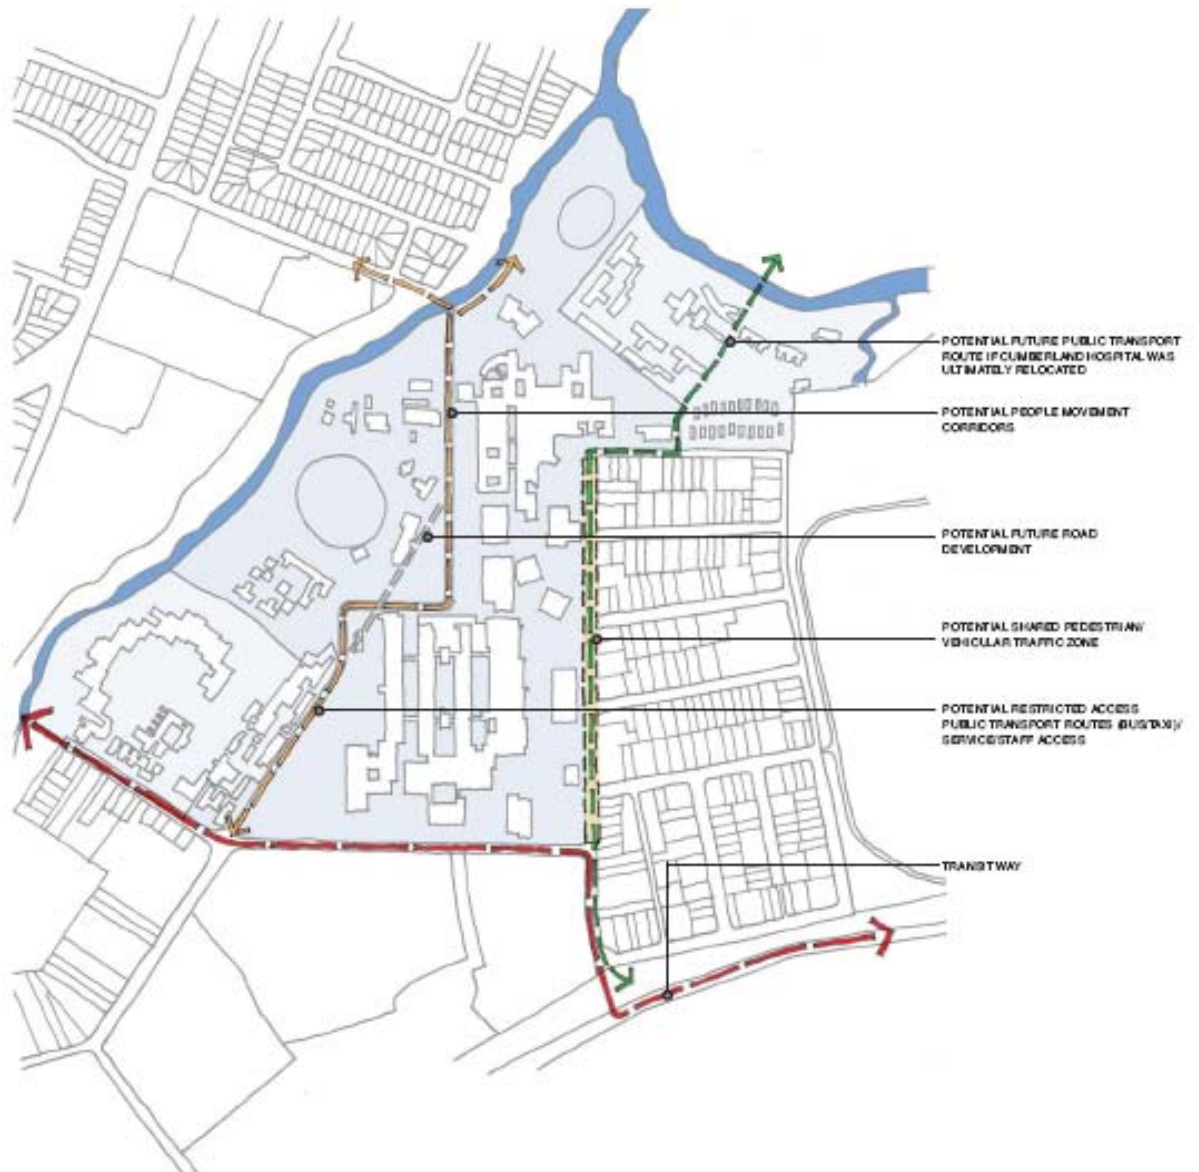 POTENTIAL FUTURE PUBLIC TRANSPORT
ROUTE IF CUMBERLAND HOSPITAL WAS
ULTIMATELY RELOCATED
POTENTIAL PEOPLE MOVEMENT
CORRIDORS
POTENTIAL FUTURE ROAD
DEVELOPMENT
POTENTIAL SHARED PEDESTRIAN/
VEHICULAR TRAFFIC ZONE
POTENTIAL RESTRICTED ACCESS
PUBLIC TRANSPORT ROUTES (BUS/TAXI)/
SERVICE/STAFF ACCESS
TRANSITWAY